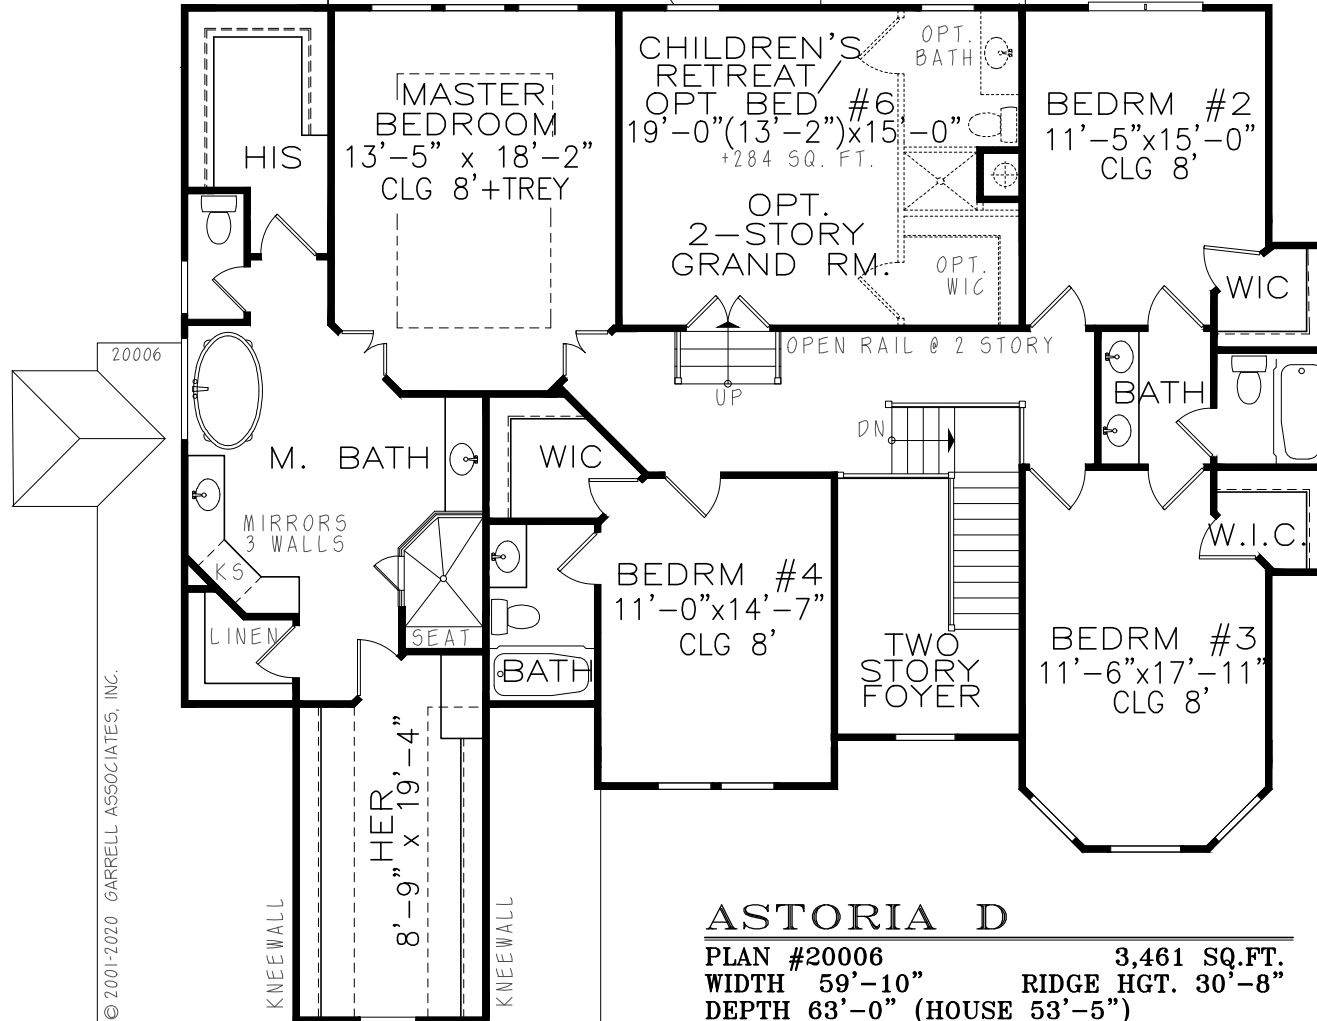 MASTER
BEDROOM
13'-5" x 18'-2"
CLG 8'+TREY
HIS
CHILDREN'S
RETREAT
OPT. BED #6
19'-0"(13'-2")x15'-0"
+284 SQ. FT.
OPT.
2-STORY
GRAND RM.
OPT.
BATH
OPT.
WIC
BEDRM #2
11'-5"x15'-0"
CLG 8'
WIC
20006
OPEN RAIL @ 2 STORY
UP
DN
BATH
M. BATH
WIC
MIRRORS
3 WALLS
KS
LINEN
SEAT
BATH
BEDRM #4
11'-0"x14'-7"
CLG 8'
TWO
STORY
FOYER
W.I.C.
BEDRM #3
11'-6"x17'-11"
CLG 8'
HER
8'-9" x 19'-4"
KNEEWALL
KNEEWALL
© 2001-2020 GARRELL ASSOCIATES, INC.
ASTORIA D
PLAN #20006 3,461 SQ.FT.
WIDTH 59'-10" RIDGE HGT. 30'-8"
DEPTH 63'-0" (HOUSE 53'-5")